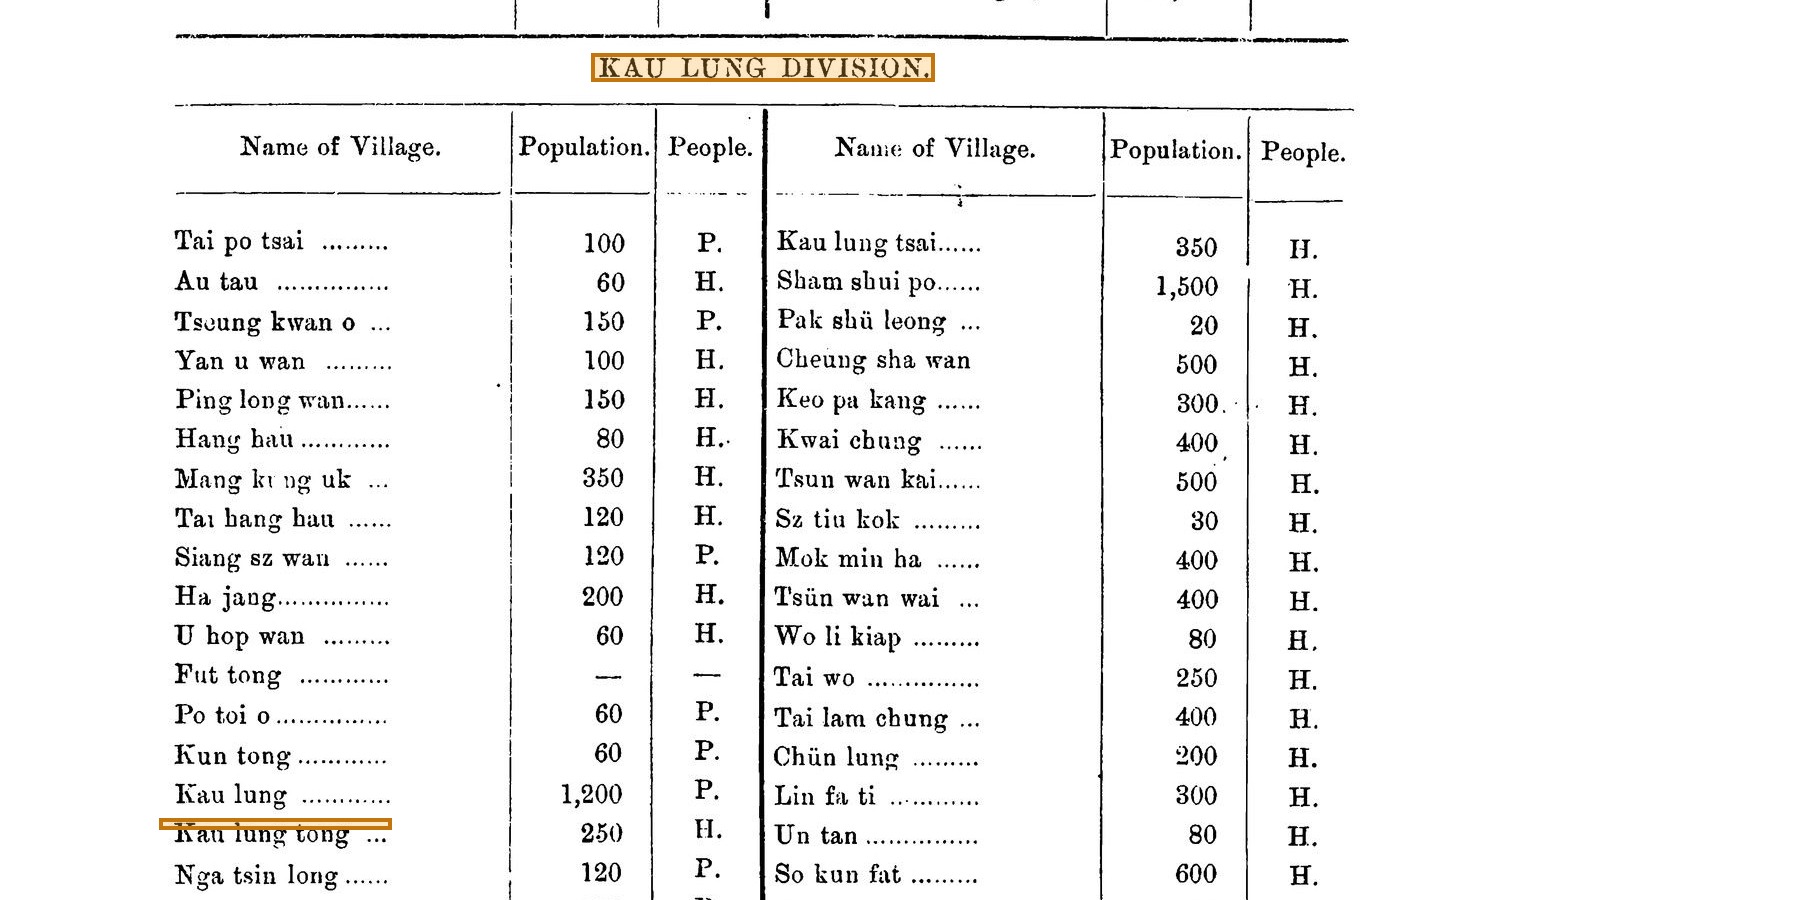 KAU LUNG DIVISION.
Name of Village. Population. People. Name of Village. Population. People.
Tai po tsai ......... 100 P. Kau lung tsai...... 350 H.
Au tau ............... 60 H. Sham shui po...... 1,500 H.
Tseung kwan o ... 150 P. Pak shü leong ... 20 H.
Yan u wan ......... 100 H. Cheung sha wan 500 H.
Ping long wan...... 150 H. Keo pa kang ...... 300 H.
Hang hau ............ 80 H. Kwai chung ...... 400 H.
Mang uk ... 350 H. Tsun wan kai...... 500 H.
Tai hang hau ...... 120 H. Sz tiu kok ......... 30 H.
Siang sz wan ...... 120 P. Mok min ha ...... 400 H.
Ha jang............... 200 H. Tsün wan wai ... 400 H.
U hop wan ......... 60 H. Wo li kiap ......... 80 H.
Fut tong ............ — — Tai wo ............... 250 H.
Po toi o ............... 60 P. Tai lam chung ... 400 H.
Kun tong ............ 60 P. Chün lung ......... 200 H.
Kau lung ............ 1,200 P. Lin fa ti ............ 300 H.
Kau lung tong ... 250 H. Un tan ............... 80 H.
Nga tsin long ...... 120 P. So kun fat ......... 600 H.